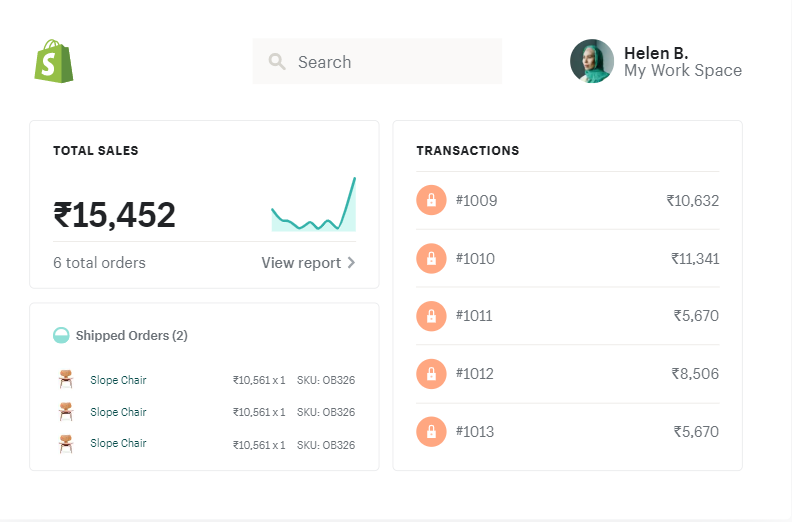 S
Search
Helen B.
My Work Space
TOTAL SALES
₹15,452
6 total orders
View report
Shipped Orders (2)
Slope Chair ₹10,561 x 1 SKU: OB326
Slope Chair ₹10,561 x 1 SKU: OB326
Slope Chair ₹10,561 x 1 SKU: OB326
TRANSACTIONS
#1009 ₹10,632
#1010 ₹11,341
#1011 ₹5,670
#1012 ₹8,506
#1013 ₹5,670